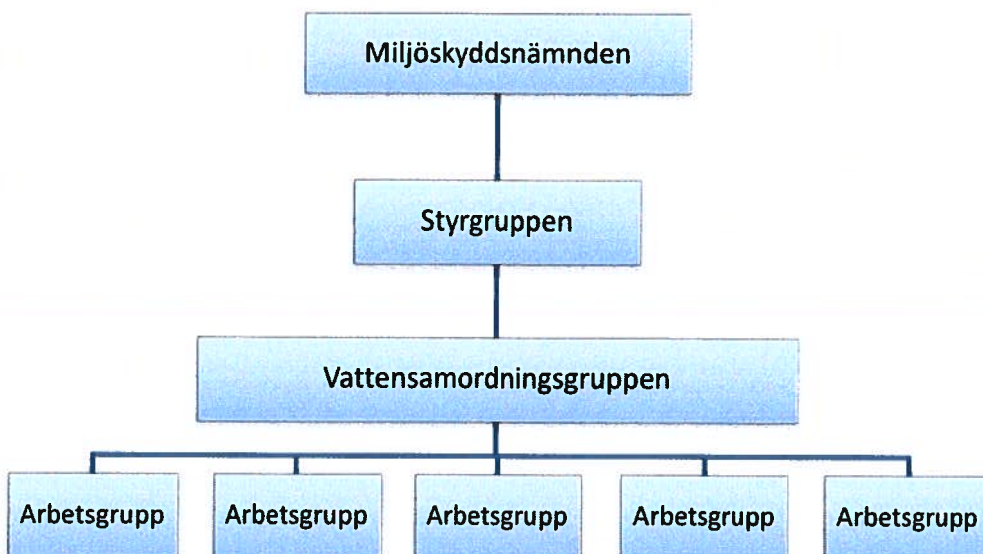 Miljöskyddsnämnden
Styrgruppen
Vattensamordningsgruppen
Arbetsgrupp Arbetsgrupp Arbetsgrupp Arbetsgrupp Arbetsgrupp